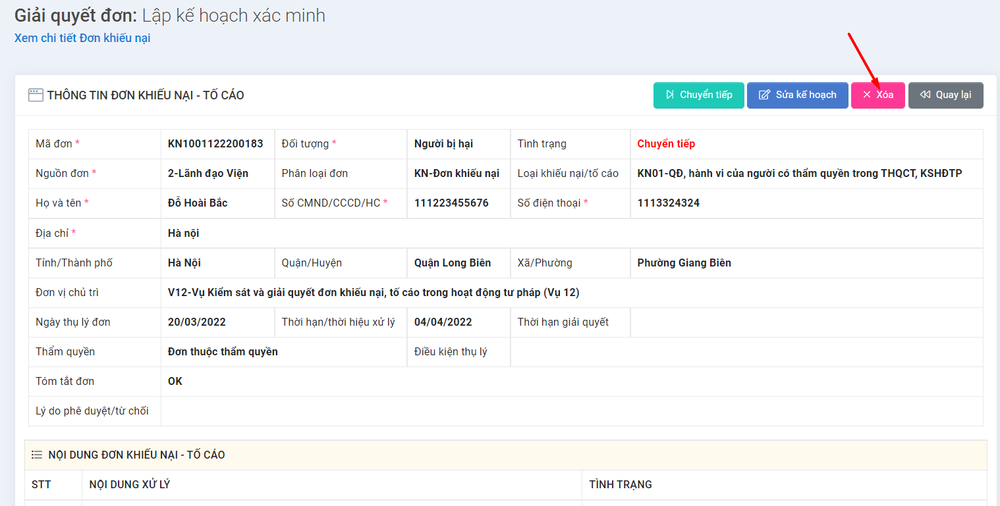 Giải quyết đơn: Lập kế hoạch xác minh
Xem chi tiết Đơn khiếu nại
THÔNG TIN ĐƠN KHIẾU NẠI - TỐ CÁO
Chuyển tiếp Sửa kế hoạch Xóa Quay lại
Mã đơn * KN1001122200183 Đối tượng * Người bị hại Tình trạng Chuyển tiếp
Nguồn đơn * 2-Lãnh đạo Viện Phân loại đơn KN-Đơn khiếu nại Loại khiếu nại/tố cáo KN01-QĐ, hành vi của người có thẩm quyền trong THQCT, KSHĐTP
Họ và tên * Đỗ Hoài Bắc Số CMND/CCCD/HC * 111223455676 Số điện thoại * 1113324324
Địa chỉ * Hà nội
Tỉnh/Thành phố Hà Nội Quận/Huyện Quận Long Biên Xã/Phường Phường Giang Biên
Đơn vị chủ trì V12-Vụ Kiểm sát và giải quyết đơn khiếu nại, tố cáo trong hoạt động tư pháp (Vụ 12)
Ngày thụ lý đơn 20/03/2022 Thời hạn/thời hiệu xử lý 04/04/2022 Thời hạn giải quyết
Thẩm quyền Đơn thuộc thẩm quyền Điều kiện thụ lý
Tóm tắt đơn OK
Lý do phê duyệt/từ chối
NỘI DUNG ĐƠN KHIẾU NẠI - TỐ CÁO
STT NỘI DUNG XỬ LÝ TÌNH TRẠNG